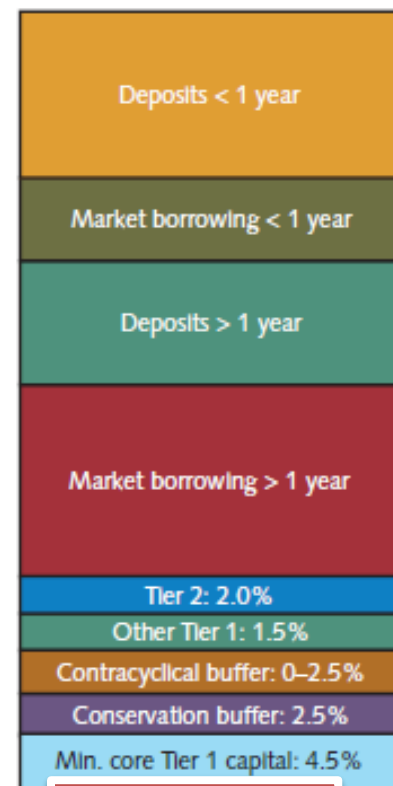 Deposits < 1 year
Market borrowing < 1 year
Deposits > 1 year
Market borrowing > 1 year
Tier 2: 2.0%
Other Tier 1: 1.5%
Contracyclical buffer: 0–2.5%
Conservation buffer: 2.5%
Min. core Tier 1 capital: 4.5%